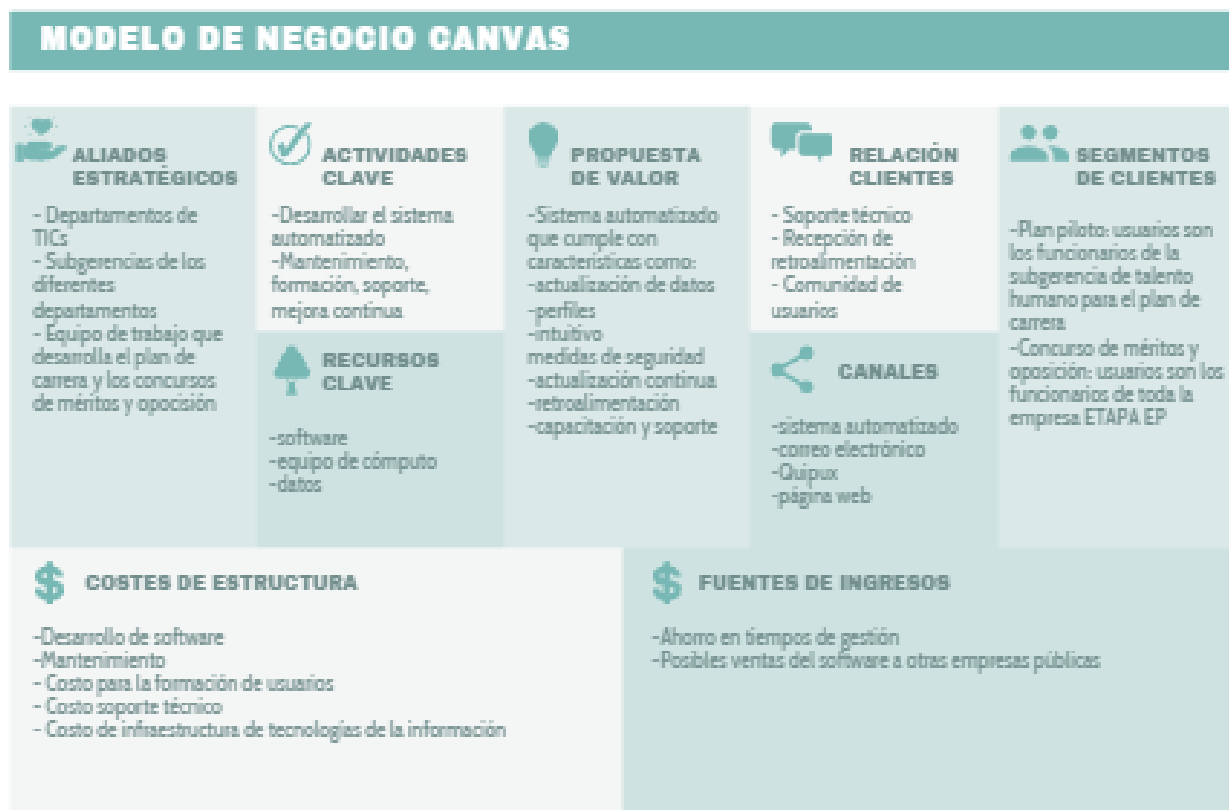 MODELO DE NEGOCIO CANVAS
ALIADOS
ESTRATÉGICOS
- Departamentos de
TICs
- Subgerencias de los
diferentes
departamentos
- Equipo de trabajo que
desarrolla el plan de
carrera y los concursos
de méritos y opocisión
ACTIVIDADES
CLAVE
-Desarrollar el sistema
automatizado
-Mantenimiento,
formación, soporte,
mejora continua
RECURSOS
CLAVE
-software
-equipo de cómputo
-datos
PROPUESTA
DE VALOR
-Sistema automatizado
que cumple con
características como:
-actualización de datos
-perfiles
-intuitivo
medidas de seguridad
-actualización continua
-retroalimentación
-capacitación y soporte
RELACIÓN
CLIENTES
- Soporte técnico
- Recepción de
retroalimentación
- Comunidad de
usuarios
CANALES
-sistema automatizado
-correo electrónico
-Quipux
-página web
SEGMENTOS
DE CLIENTES
-Plan piloto: usuarios son
los funcionarios de la
subgerencia de talento
humano para el plan de
carrera
-Concurso de méritos y
oposición: usuarios son los
funcionarios de toda la
empresa ETAPA EP
COSTES DE ESTRUCTURA
-Desarrollo de software
-Mantenimiento
- Costo para la formación de usuarios
- Costo soporte técnico
- Costo de infraestructura de tecnologías de la información
FUENTES DE INGRESOS
-Ahorro en tiempos de gestión
-Posibles ventas del software a otras empresas públicas